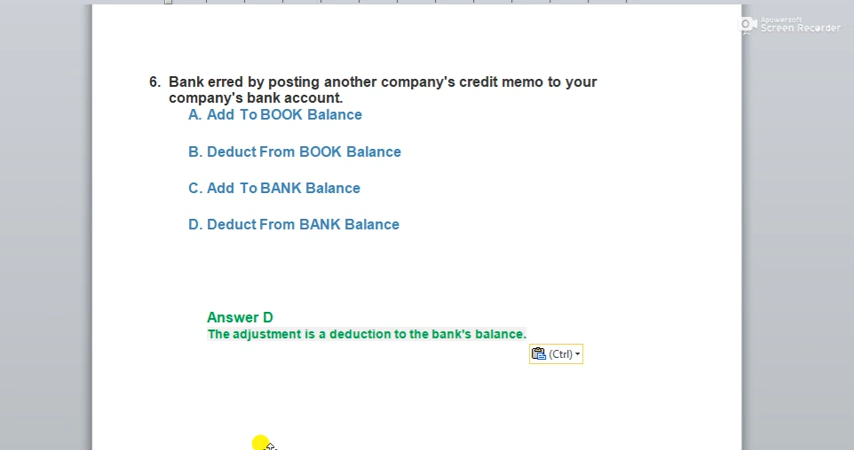 Apowersoft
Screen Recorder
6. Bank erred by posting another company's credit memo to your
company's bank account.
A. Add To BOOK Balance
B. Deduct From BOOK Balance
C. Add To BANK Balance
D. Deduct From BANK Balance
Answer D
The adjustment is a deduction to the bank's balance.
(Ctrl)